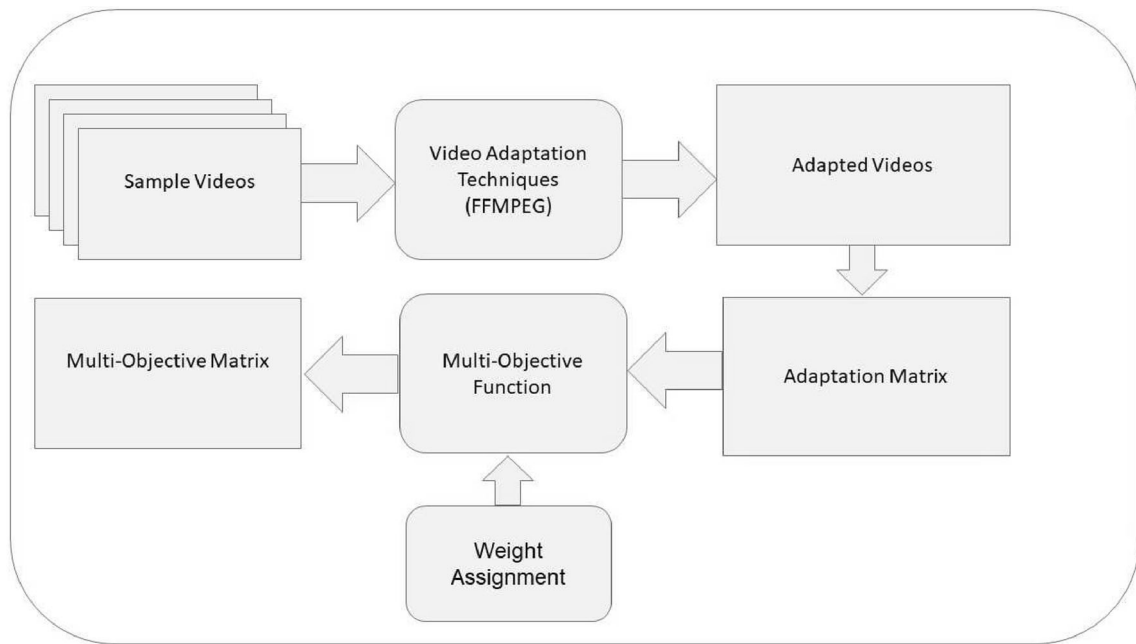 Sample Videos
Video Adaptation
Techniques
(FFMPEG)
Adapted Videos
Multi-Objective Matrix
Multi-Objective
Function
Adaptation Matrix
Weight
Assignment